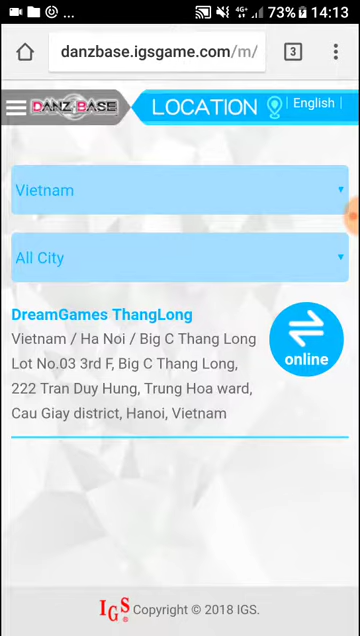 4G+ 73% 14:13
danzbase.igsgame.com/m/ 3
DANZ BASE LOCATION | English |
Vietnam
All City
DreamGames ThangLong
Vietnam / Ha Noi / Big C Thang Long
Lot No.03 3rd F, Big C Thang Long,
222 Tran Duy Hung, Trung Hoa ward,
Cau Giay district, Hanoi, Vietnam
online
IGS Copyright © 2018 IGS.